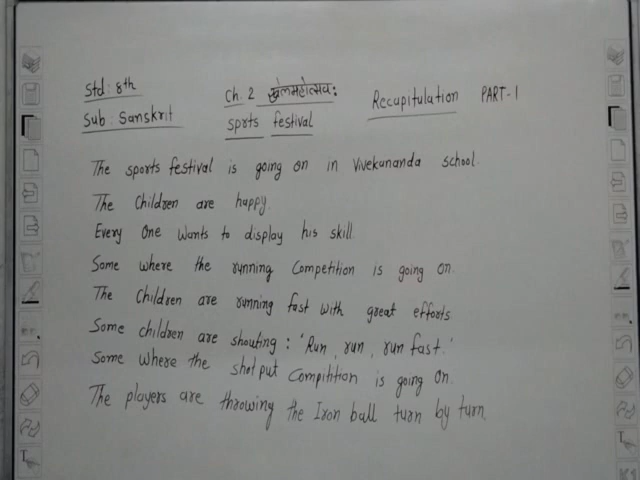 Std: 8th Ch. 2 खेलमहोत्सव: Recapitulation PART-1
Sub: Sanskrit sprts festival
The sports festival is going on in Vivekananda school.
The Children are happy.
Every One wants to display his skill
Some where the running Competition is going on.
The Children are running fast with great efforts
Some children are shouting: 'Run, run, run fast.'
Some Where the shot put Compitition is going on.
The players are throwing the Iron ball turn by turn